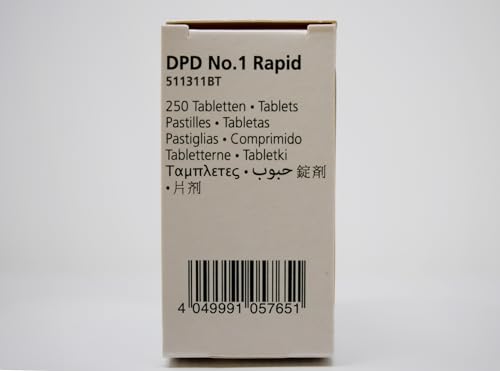 DPD No.1 Rapid
511311BT
250 Tabletten • Tablets
Pastilles • Tabletas
Pastiglias • Comprimido
Tabletterne • Tabletki
Ταμπλετες • حبوب 錠剤
• 片剂
4 049991 057651